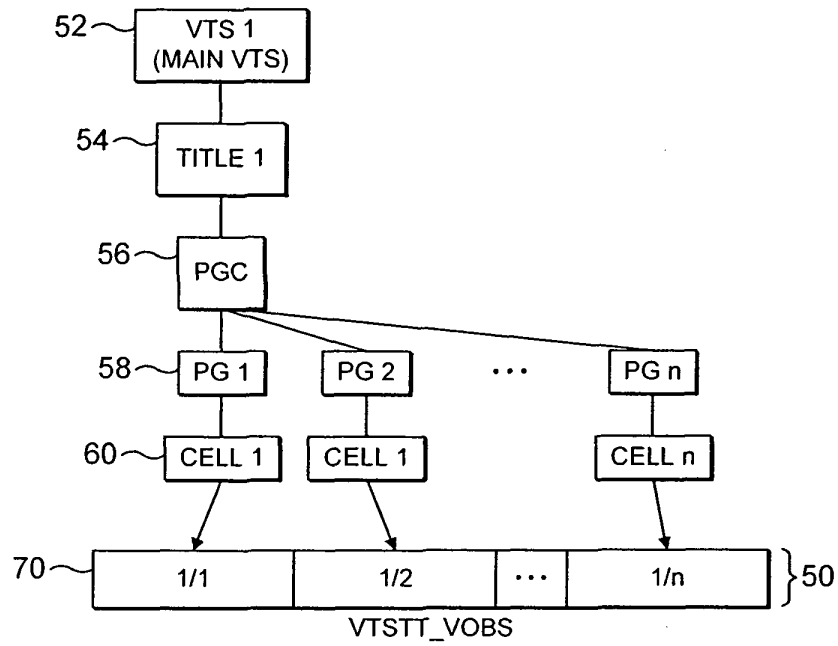 52
VTS 1
(MAIN VTS)
54
TITLE 1
56
PGC
58
PG 1
PG 2
...
PG n
60
CELL 1
CELL 1
CELL n
70
1/1
1/2
...
1/n
50
VTSTT_VOBS